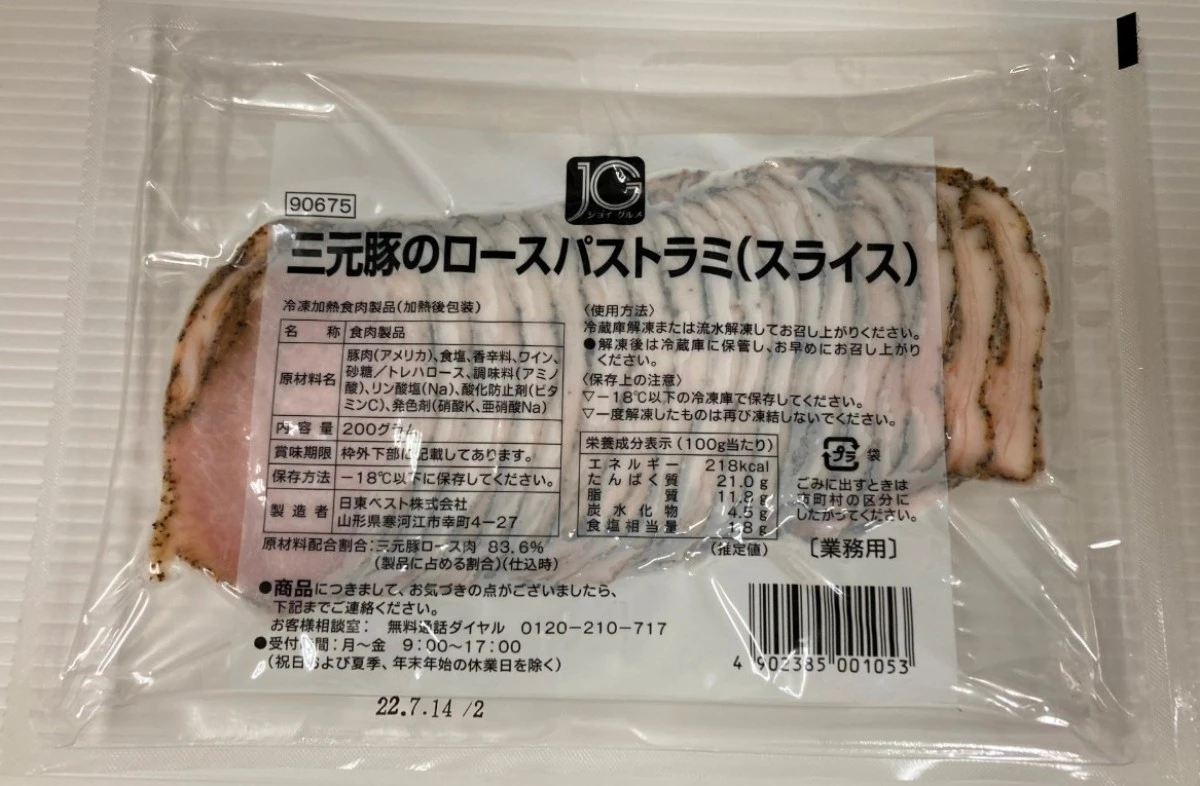 JG
ジョイ グルメ
90675
三元豚のロースパストラミ(スライス)
冷凍加熱食肉製品(加熱後包装)
名 称 食肉製品
原材料名 豚肉(アメリカ)、食塩、香辛料、ワイン、
砂糖/トレハロース、調味料(アミノ
酸)、リン酸塩(Na)、酸化防止剤(ビタ
ミンC)、発色剤(硝酸K、亜硝酸Na)
内容量 200グラム
賞味期限 枠外下部に記載してあります。
保存方法 −18℃以下に保存してください。
製造者 日東ベスト株式会社
山形県寒河江市幸町4−27
原材料配合割合:三元豚ロース肉 83.6%
(製品に占める割合)(仕込時)
〈使用方法〉
冷蔵庫解凍または流水解凍してお召し上がりください。
●解凍後は冷蔵庫に保管し、お早めにお召し上がり
ください。
〈保存上の注意〉
▽−18℃以下の冷凍庫で保存してください。
▽一度解凍したものは再び凍結しないでください。
栄養成分表示(100g当たり)
エネルギー 218kcal
たんぱく質 21.0g
脂質 11.8g
炭水化物 4.5g
食塩相当量 1.8g
(推定値)
プラ 袋
ごみに出すときは
市町村の区分に
したがってください。
[業務用]
●商品につきまして、お気づきの点がございましたら、
下記までご連絡ください。
お客様相談室: 無料通話ダイヤル 0120−210−717
●受付時間:月〜金 9:00〜17:00
(祝日および夏季、年末年始の休業日を除く)
4 902385 001053
22.7.14 /2